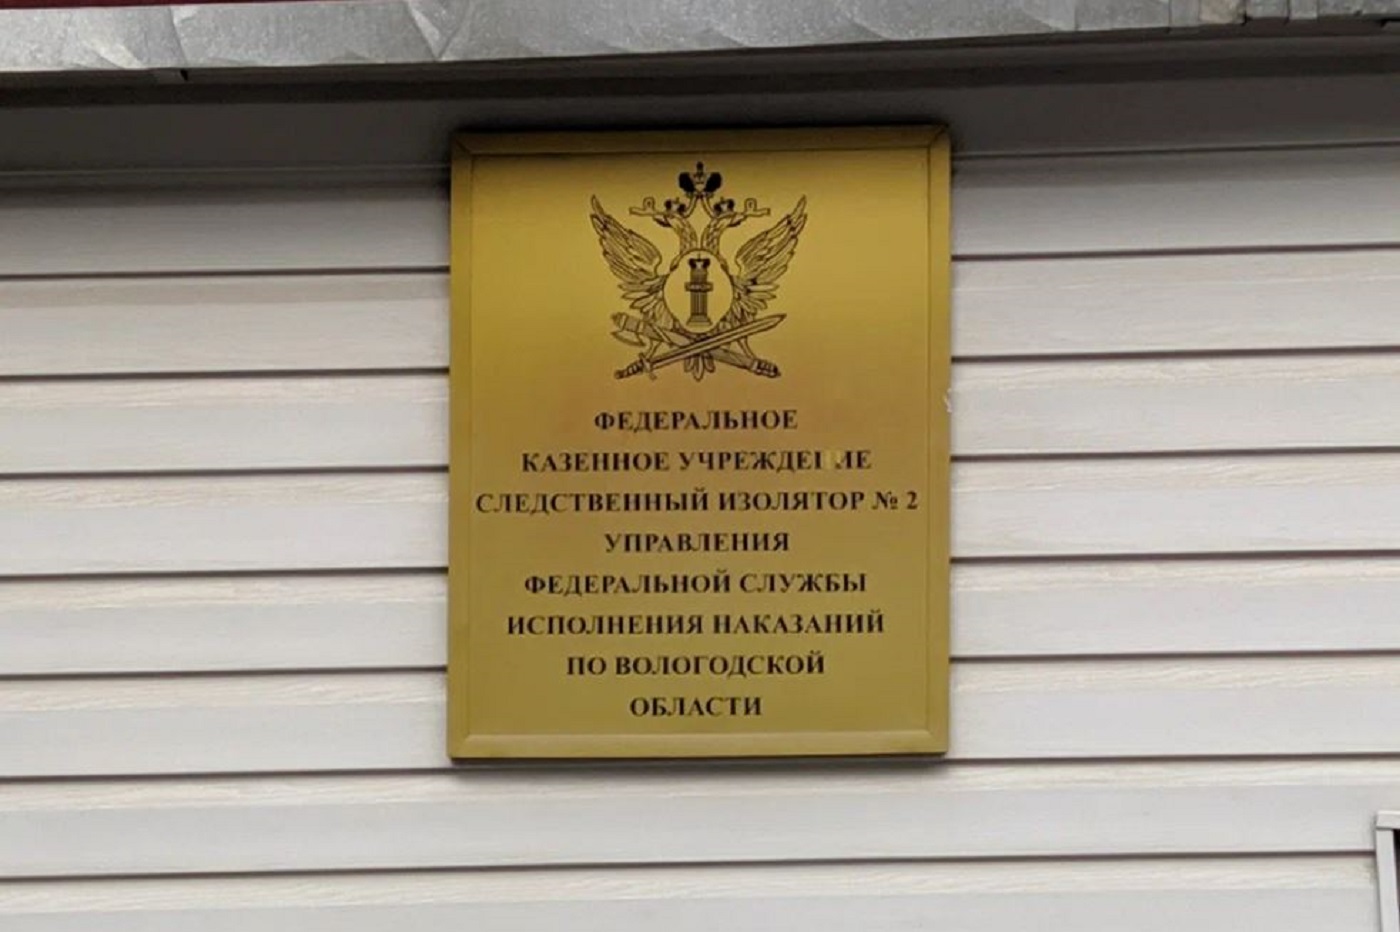 ФЕДЕРАЛЬНОЕ
КАЗЕННОЕ УЧРЕЖДЕНИЕ
СЛЕДСТВЕННЫЙ ИЗОЛЯТОР № 2
УПРАВЛЕНИЯ
ФЕДЕРАЛЬНОЙ СЛУЖБЫ
ИСПОЛНЕНИЯ НАКАЗАНИЙ
ПО ВОЛОГОДСКОЙ
ОБЛАСТИ